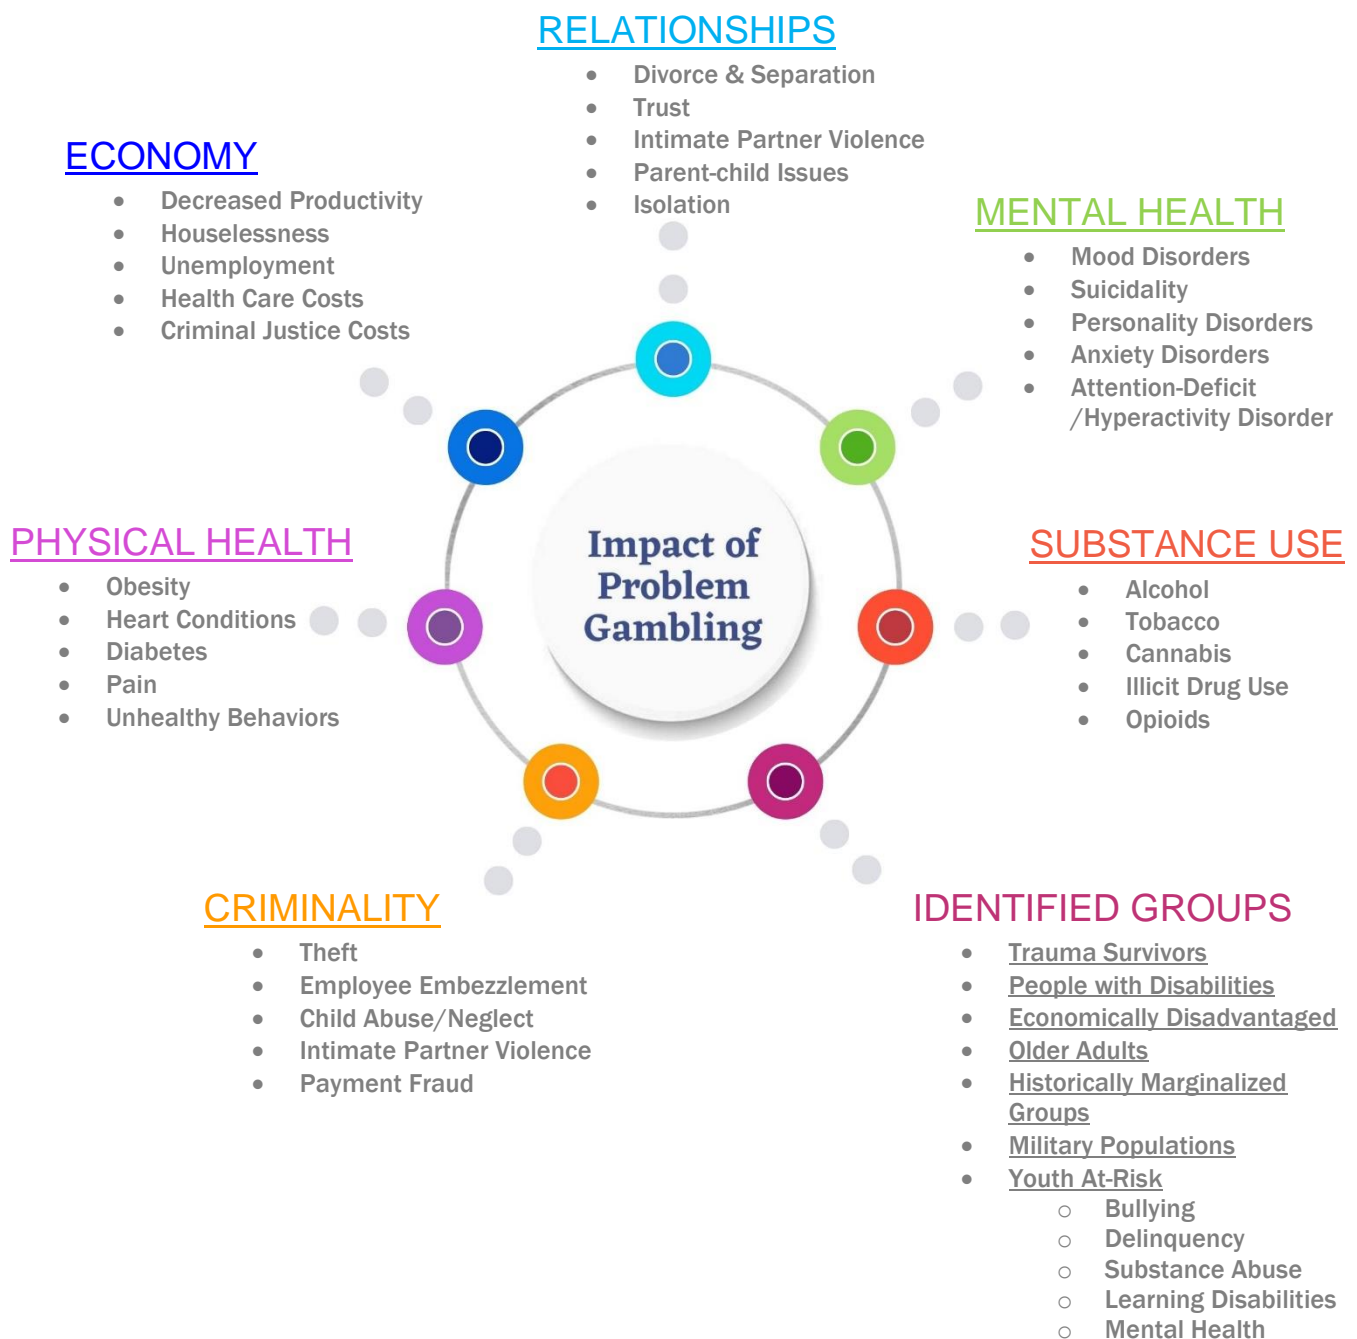 RELATIONSHIPS
• Divorce & Separation
• Trust
• Intimate Partner Violence
• Parent-child Issues
• Isolation
ECONOMY
• Decreased Productivity
• Houselessness
• Unemployment
• Health Care Costs
• Criminal Justice Costs
MENTAL HEALTH
• Mood Disorders
• Suicidality
• Personality Disorders
• Anxiety Disorders
• Attention-Deficit
/Hyperactivity Disorder
PHYSICAL HEALTH
• Obesity
• Heart Conditions
• Diabetes
• Pain
• Unhealthy Behaviors
Impact of
Problem
Gambling
SUBSTANCE USE
• Alcohol
• Tobacco
• Cannabis
• Illicit Drug Use
• Opioids
CRIMINALITY
• Theft
• Employee Embezzlement
• Child Abuse/Neglect
• Intimate Partner Violence
• Payment Fraud
IDENTIFIED GROUPS
• Trauma Survivors
• People with Disabilities
• Economically Disadvantaged
• Older Adults
• Historically Marginalized
Groups
• Military Populations
• Youth At-Risk
○ Bullying
○ Delinquency
○ Substance Abuse
○ Learning Disabilities
○ Mental Health